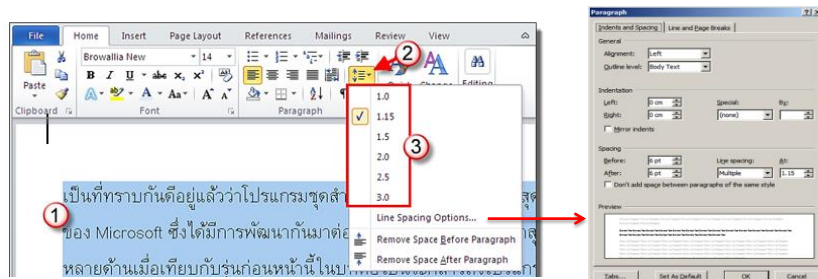 File Home Insert Page Layout References Mailings Review View
Browallia New 14
Paste B I U abc X₂ X² Aa A A
Editing
Clipboard Font Paragraph
2
1.0
1.15
1.5
2.0
2.5
3.0
3
Line Spacing Options...
Remove Space Before Paragraph
Remove Space After Paragraph
1
เป็นที่ทราบกันดีอยู่แล้วว่าโปรแกรมชุดสำ
ของ Microsoft ซึ่งได้มีการพัฒนากันมาต่อ
หลายด้านเมื่อเทียบกับรุ่นก่อนหน้านี้
Paragraph
Indents and Spacing Line and Page Breaks
General
Alignment: Left
Outline level: Body Text
Indentation
Left: 0 cm Special: By:
Right: 0 cm (none)
Mirror indents
Spacing
Before: 6 pt Line spacing: At:
After: 6 pt Multiple 1.15
Don't add space between paragraphs of the same style
Preview
Tabs... Set As Default OK Cancel